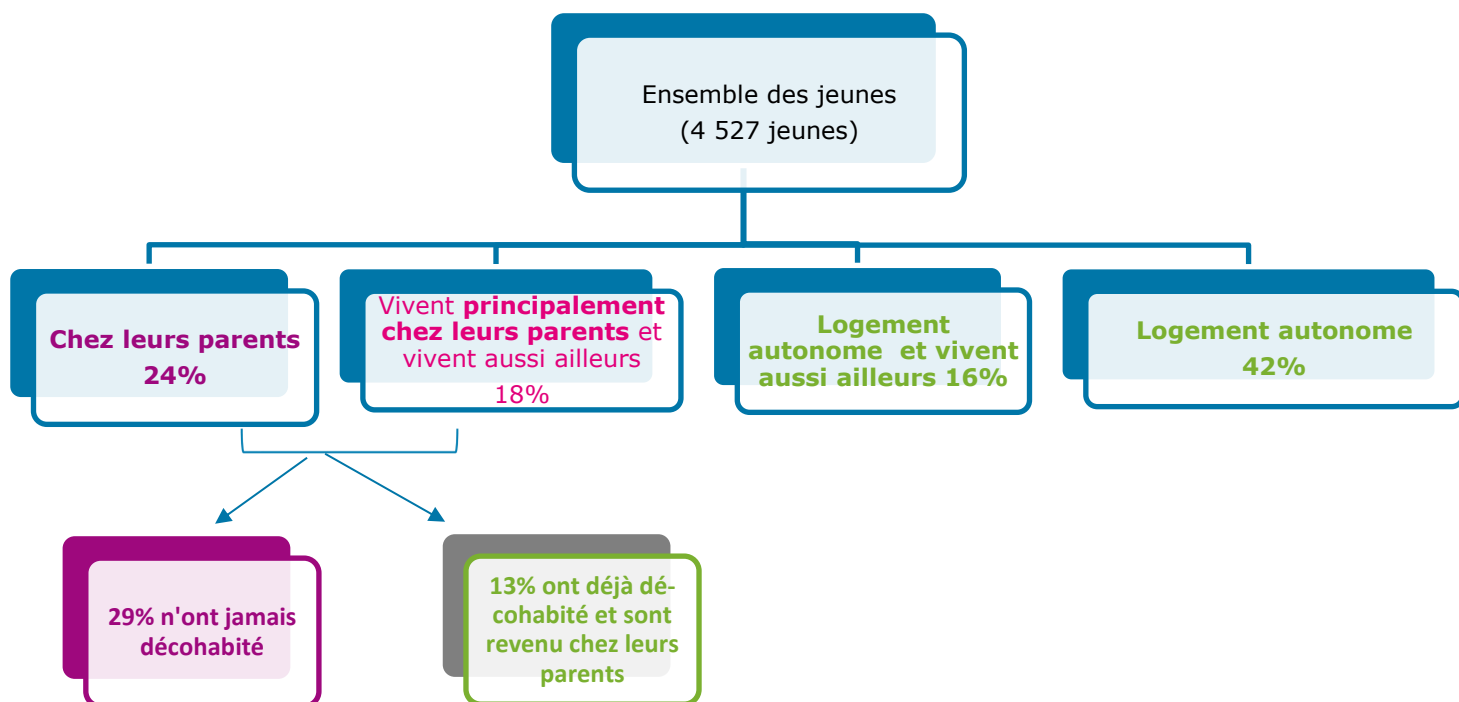 Ensemble des jeunes
(4 527 jeunes)
Chez leurs parents
24%
Vivent principalement
chez leurs parents et
vivent aussi ailleurs
18%
Logement
autonome et vivent
aussi ailleurs 16%
Logement autonome
42%
29% n'ont jamais
décohabité
13% ont déjà dé-
cohabité et sont
revenu chez leurs
parents